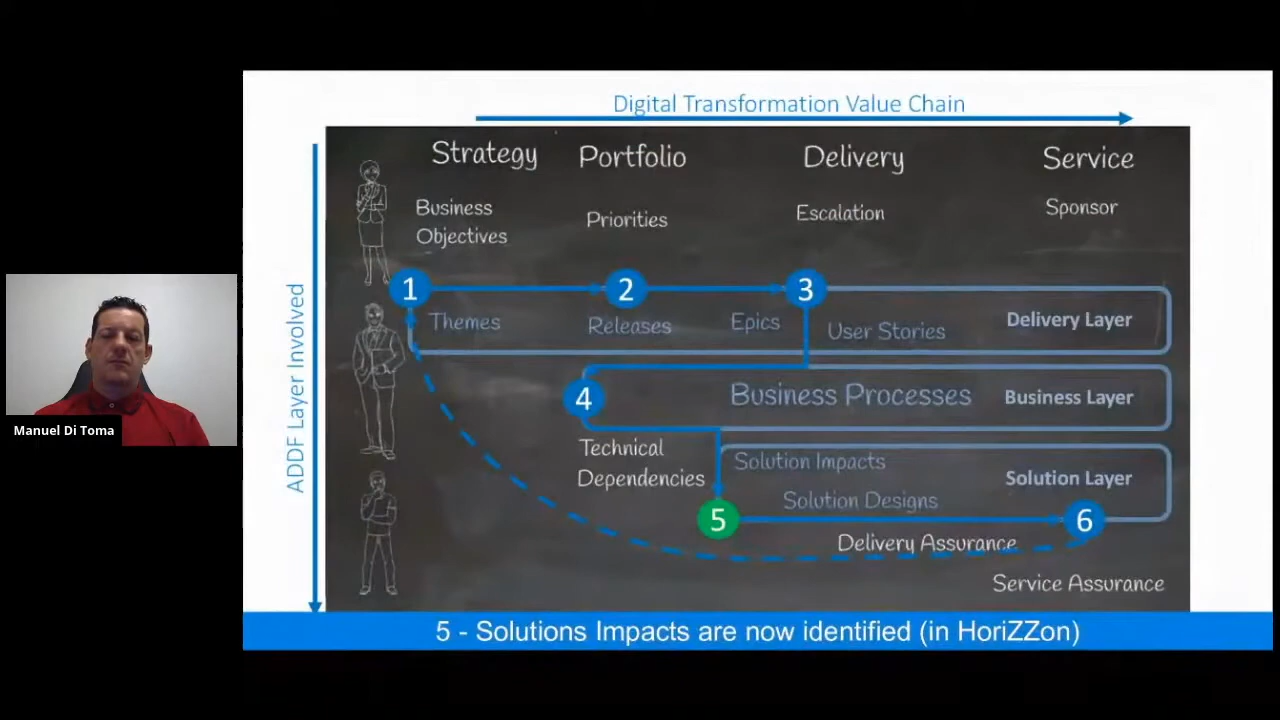 Digital Transformation Value Chain
Strategy
Portfolio
Delivery
Service
Business
Objectives
Priorities
Escalation
Sponsor
1
2
3
Themes
Releases
Epics
User Stories
Delivery Layer
4
Business Processes
Business Layer
Technical
Dependencies
Solution Impacts
Solution Layer
Solution Designs
5
6
Delivery Assurance
Service Assurance
ADDF Layer Involved
Manuel Di Toma
5 - Solutions Impacts are now identified (in HoriZZon)